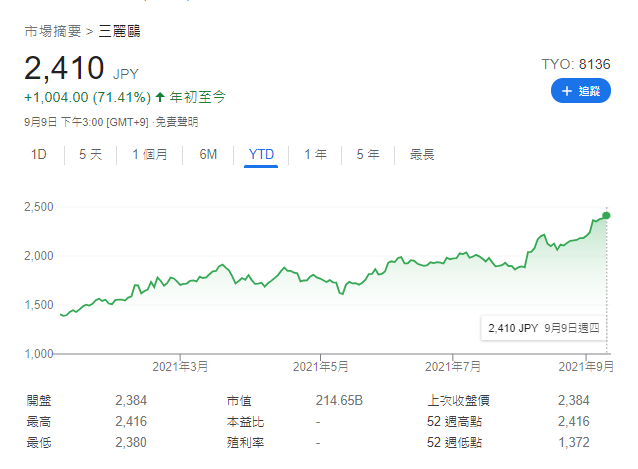 市場摘要 > 三麗鷗
2,410 JPY
TYO: 8136
+1,004.00 (71.41%) 年初至今
追蹤
9月9日 下午3:00 [GMT+9] · 免責聲明
1D 5 天 1 個月 6M YTD 1 年 5 年 最長
2,500
2,000
1,500
1,000
2,410 JPY 9月9日週四
2021年3月 2021年5月 2021年7月 2021年9月
開盤 2,384 市值 214.65B 上次收盤價 2,384
最高 2,416 本益比 - 52 週高點 2,416
最低 2,380 殖利率 - 52 週低點 1,372